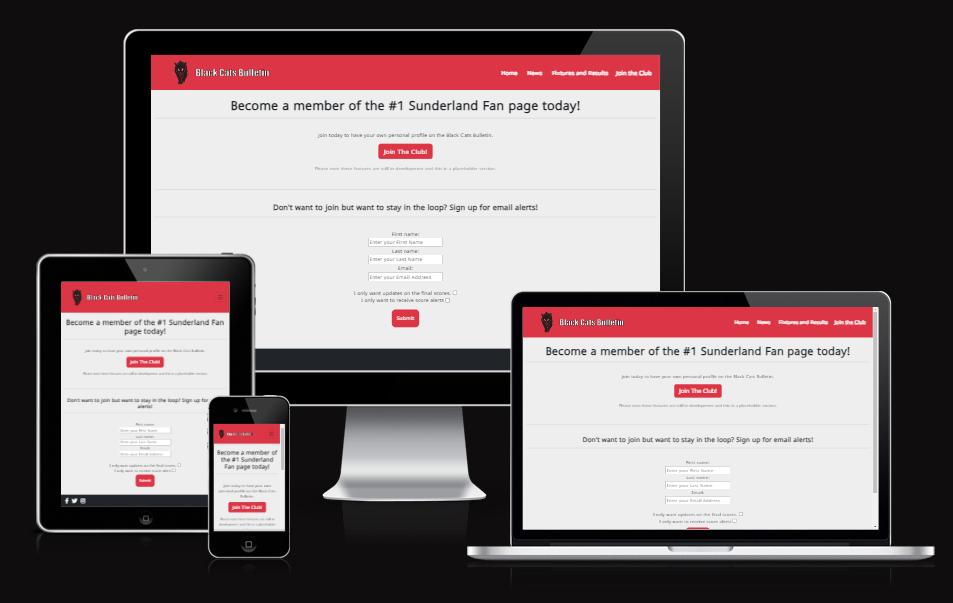 Black Cats Bulletin
Home News Fixtures and Results Join the Club
Become a member of the #1 Sunderland Fan page today!
Join today to have your own personal profile on the Black Cats Bulletin.
Join The Club!
Please note these features are still in development and this is a placeholder version.
Don't want to join but want to stay in the loop? Sign up for email alerts!
First name:
Enter your First Name
Last name:
Enter your Last Name
Email:
Enter your Email Address
I only want updates on the final scores.
I only want to receive score alerts
Submit
Black Cats Bulletin
Become a member of the #1 Sunderland Fan
page today!
Join today to have your own personal profile on the Black Cats Bulletin.
Join The Club!
Please note these features are still in development and this is a placeholder version.
Don't want to join but want to stay in the loop? Sign up for
alerts!
First name:
Enter your First Name
Last name:
Enter your Last Name
Email:
Enter your Email Address
I only want updates on the final scores.
I only want to receive score alerts
Submit
Black Cats Bulletin
Become a member of
the #1 Sunderland
Fan page today!
Join today to have your own
personal profile on the Black Cats
Bulletin.
Join The Club!
Please note these features are still in
development and this is a placeholder
Black Cats Bulletin
Home News Fixtures and Results Join the Club
Become a member of the #1 Sunderland Fan page today!
Join today to have your own personal profile on the Black Cats Bulletin.
Join The Club!
Please note these features are still in development and this is a placeholder version.
Don't want to join but want to stay in the loop? Sign up for email alerts!
First name:
Enter your First Name
Last name:
Enter your Last Name
Email:
Enter your Email Address
I only want updates on the final scores.
I only want to receive score alerts